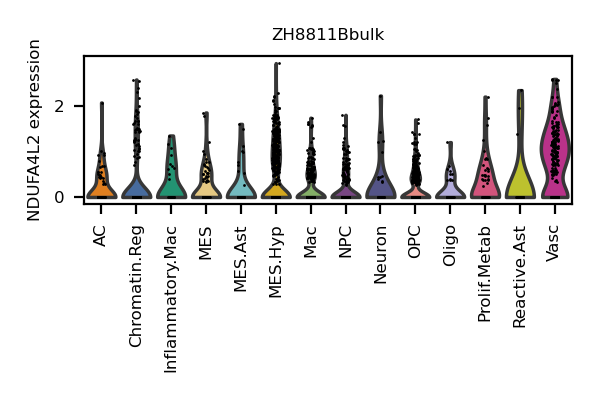 ZH8811Bbulk
NDUFA4L2 expression
2
0
AC
Chromatin.Reg
Inflammatory.Mac
MES
MES.Ast
MES.Hyp
Mac
NPC
Neuron
OPC
Oligo
Prolif.Metab
Reactive.Ast
Vasc